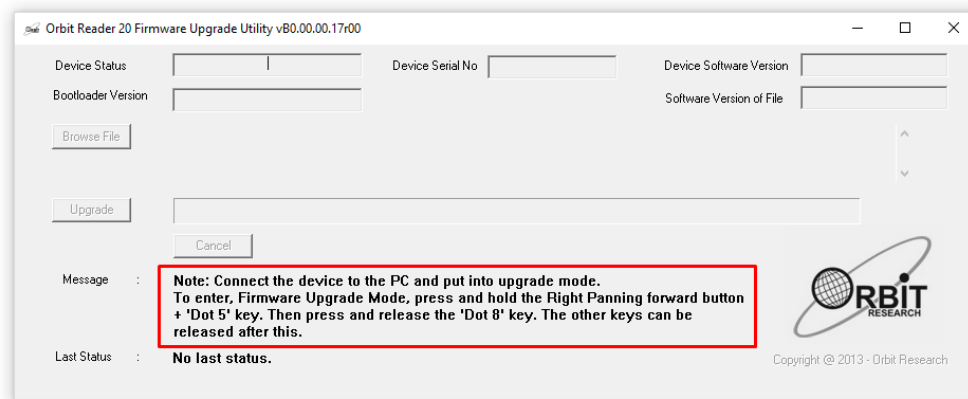 Orbit Reader 20 Firmware Upgrade Utility vB0.00.00.17r00
Device Status
Device Serial No
Device Software Version
Bootloader Version
Software Version of File
Browse File
Upgrade
Cancel
Message :
Note: Connect the device to the PC and put into upgrade mode.
To enter, Firmware Upgrade Mode, press and hold the Right Panning forward button
+ 'Dot 5' key. Then press and release the 'Dot 8' key. The other keys can be
released after this.
ORBIT
RESEARCH
Last Status :
No last status.
Copyright @ 2013 - Orbit Research